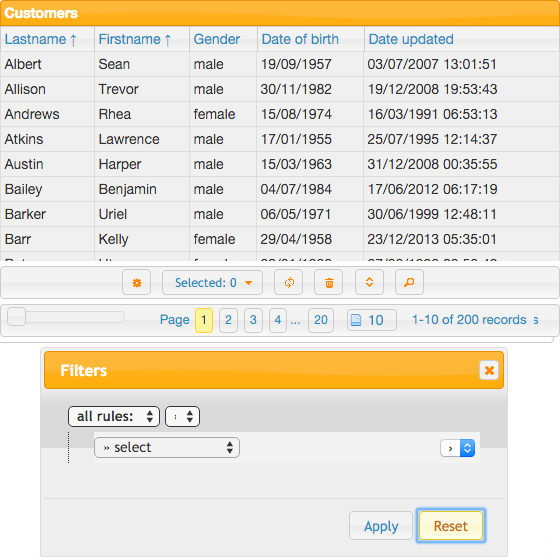 Customers
Lastname ↑ Firstname ↑ Gender Date of birth Date updated
Albert Sean male 19/09/1957 03/07/2007 13:01:51
Allison Trevor male 30/11/1982 19/12/2008 19:53:43
Andrews Rhea female 15/08/1974 16/03/1991 06:53:13
Atkins Lawrence male 17/01/1955 25/07/1995 12:14:37
Austin Harper male 15/03/1963 31/12/2008 00:35:55
Bailey Benjamin male 04/07/1984 17/06/2012 06:17:19
Barker Uriel male 06/05/1971 30/06/1999 12:48:11
Barr Kelly female 29/04/1958 23/12/2013 05:35:01
Selected: 0
Page 1 2 3 4 ... 20 10 1-10 of 200 records s
Filters
all rules: :
» select ›
Apply Reset